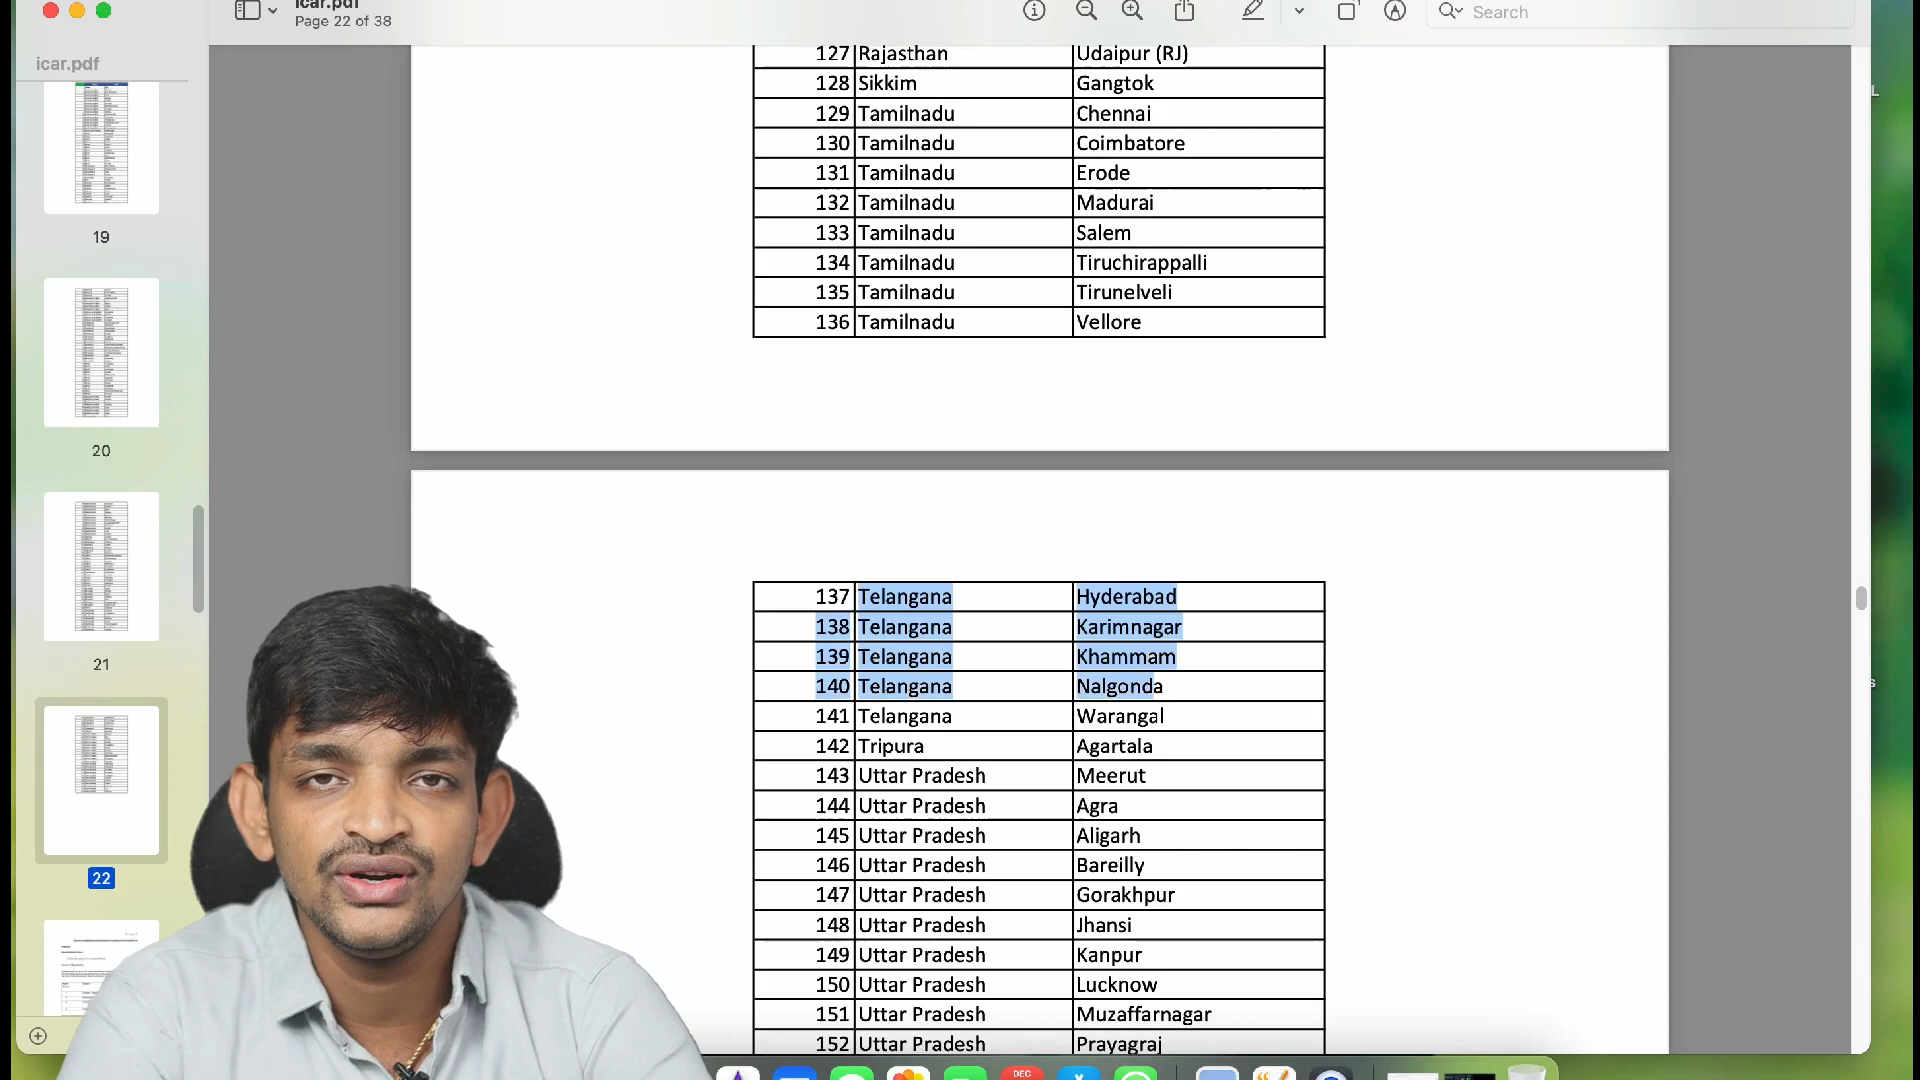 icar.pdf
Page 22 of 38
Search
icar.pdf
19
20
21
22
127 Rajasthan Udaipur (RJ)
128 Sikkim Gangtok
129 Tamilnadu Chennai
130 Tamilnadu Coimbatore
131 Tamilnadu Erode
132 Tamilnadu Madurai
133 Tamilnadu Salem
134 Tamilnadu Tiruchirappalli
135 Tamilnadu Tirunelveli
136 Tamilnadu Vellore
137 Telangana Hyderabad
138 Telangana Karimnagar
139 Telangana Khammam
140 Telangana Nalgonda
141 Telangana Warangal
142 Tripura Agartala
143 Uttar Pradesh Meerut
144 Uttar Pradesh Agra
145 Uttar Pradesh Aligarh
146 Uttar Pradesh Bareilly
147 Uttar Pradesh Gorakhpur
148 Uttar Pradesh Jhansi
149 Uttar Pradesh Kanpur
150 Uttar Pradesh Lucknow
151 Uttar Pradesh Muzaffarnagar
152 Uttar Pradesh Prayagraj
DEC